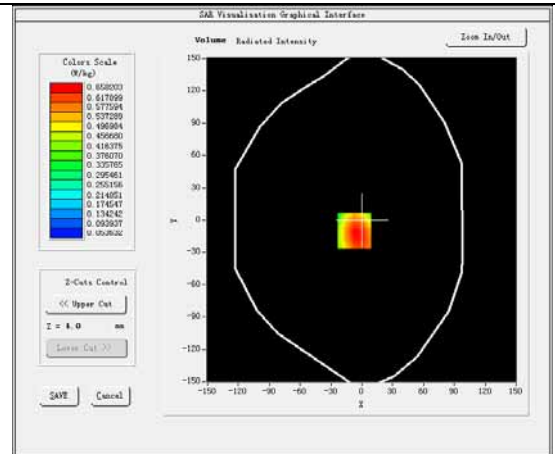 SAR Visualisation Graphical Interface
Volume Radiated Intensity
Zoom In/Out
Colors Scale
(W/kg)
0.658203
0.617899
0.577594
0.537289
0.496984
0.456680
0.416375
0.376070
0.335765
0.295461
0.255156
0.214851
0.174547
0.134242
0.093937
0.053632
Z-Cuts Control
<< Upper Cut
Z = 4.0 mm
Lower Cut >>
SAVE
Cancel
150
120
90
60
30
0
-30
-60
-90
-120
-150
Y
-150 -120 -90 -60 -30 0 30 60 90 120 150
X